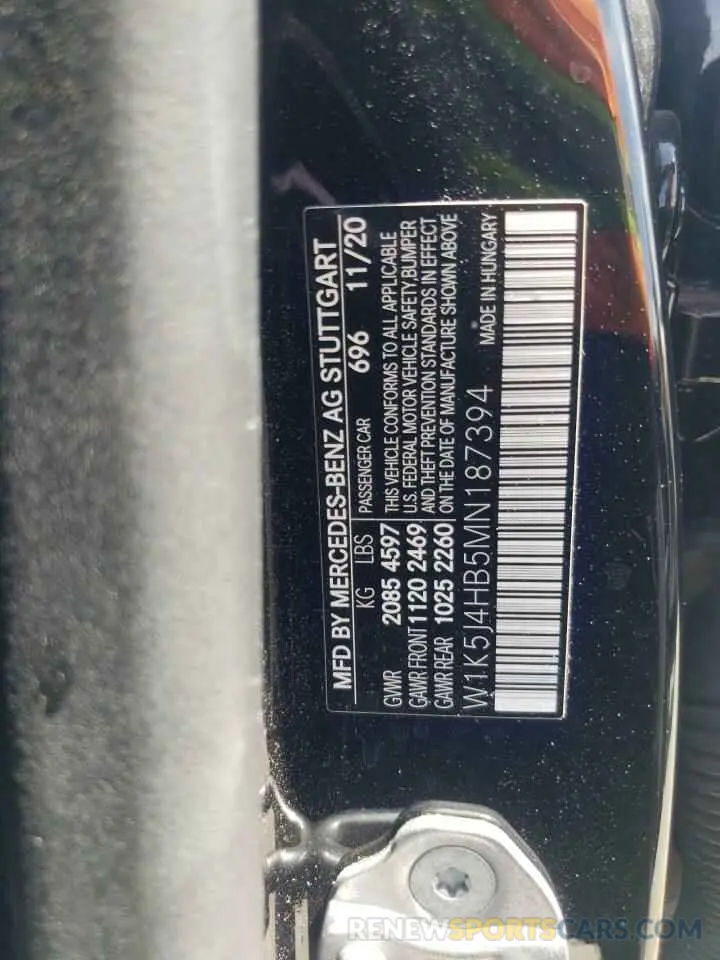 MFD BY MERCEDES-BENZ AG STUTTGART
KG LBS PASSENGER CAR 696 11/20
GVWR 2085 4597 THIS VEHICLE CONFORMS TO ALL APPLICABLE
GAWR FRONT 1120 2469 U.S. FEDERAL MOTOR VEHICLE SAFETY, BUMPER
GAWR REAR 1025 2260 AND THEFT PREVENTION STANDARDS IN EFFECT
ON THE DATE OF MANUFACTURE SHOWN ABOVE
W1K5J4HB5MN187394 MADE IN HUNGARY
RENEWSPORTSCARS.COM